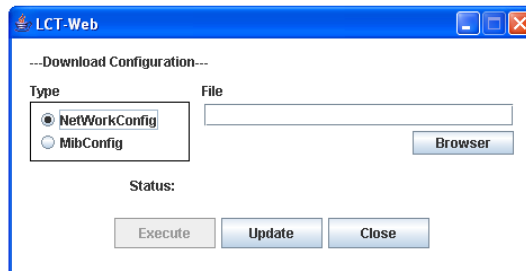 LCT-Web
---Download Configuration---
Type File
NetWorkConfig
MibConfig
Browser
Status:
Execute Update Close